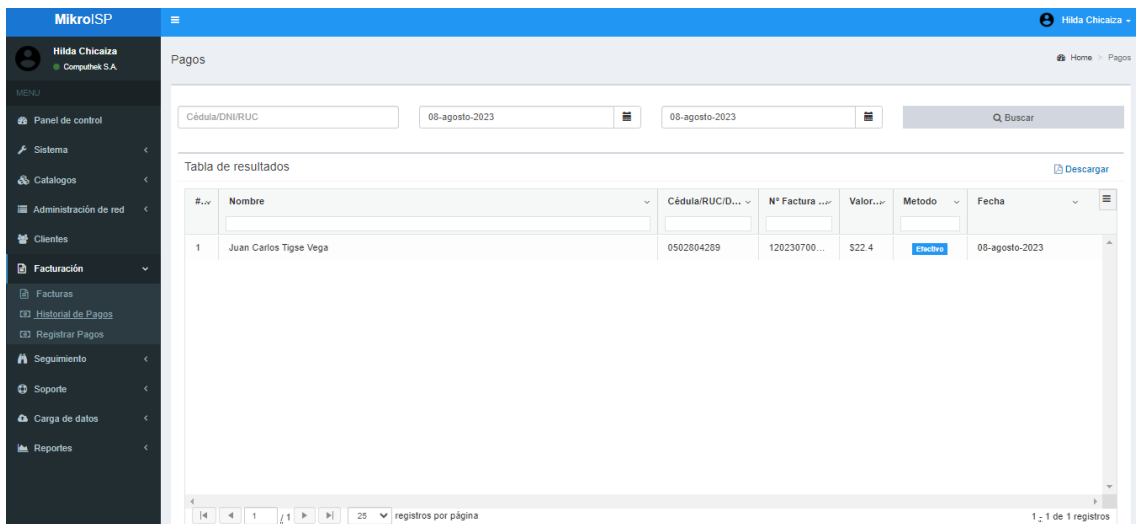 MikroISP
Hilda Chicaiza
Hilda Chicaiza
Computhek S.A.
Pagos
Home > Pagos
MENU
Panel de control
Sistema
Catalogos
Administración de red
Clientes
Facturación
Facturas
Historial de Pagos
Registrar Pagos
Seguimiento
Soporte
Carga de datos
Reportes
Cédula/DNI/RUC 08-agosto-2023 08-agosto-2023 Buscar
Tabla de resultados Descargar
#... Nombre Cédula/RUC/D... Nº Factura ... Valor... Metodo Fecha
1 Juan Carlos Tigse Vega 0502804289 120230700... $22.4 Efectivo 08-agosto-2023
1 / 1 25 registros por página 1 - 1 de 1 registros